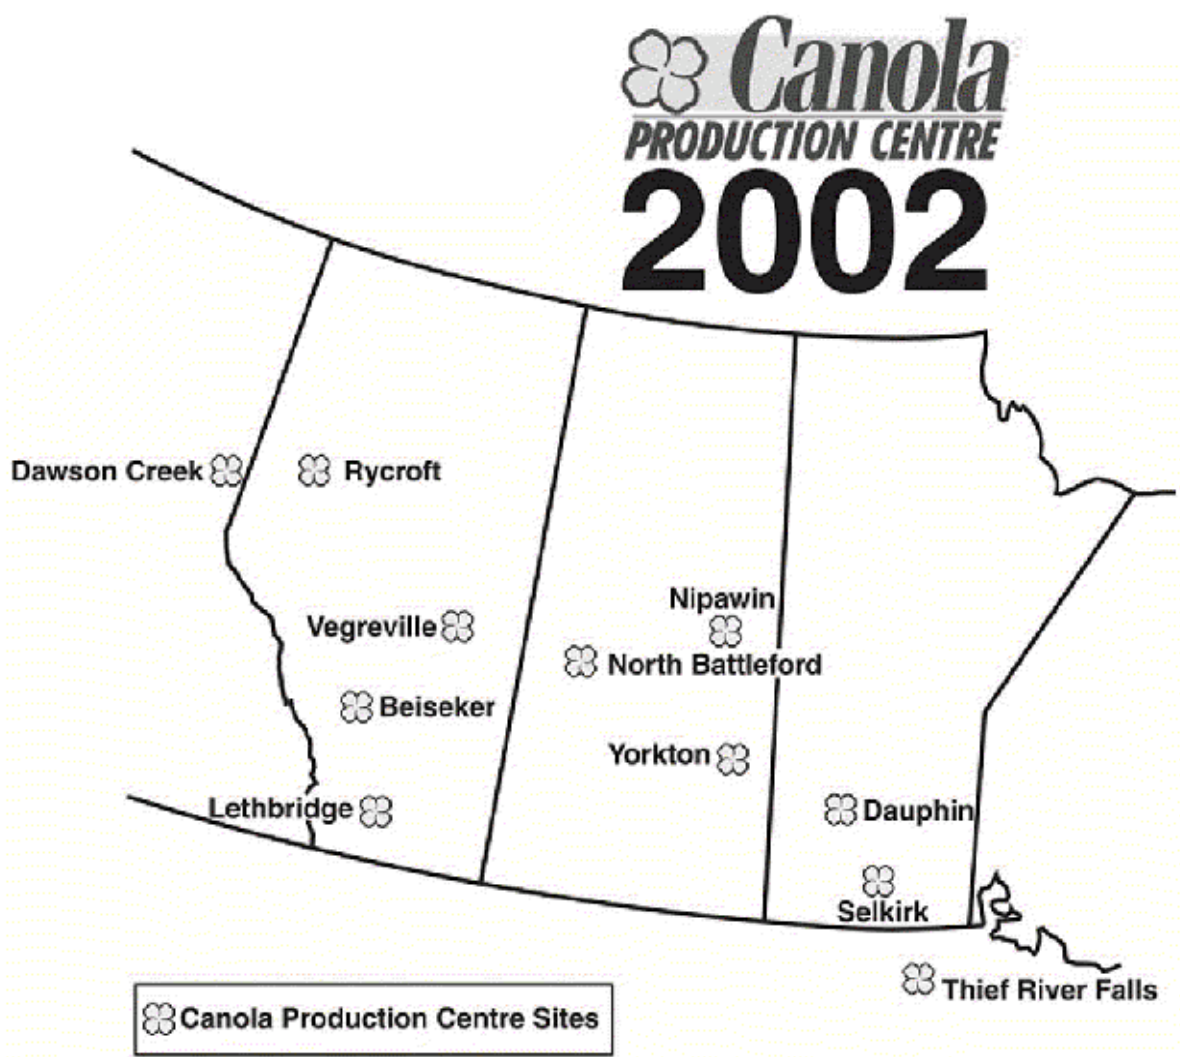 Canola
PRODUCTION CENTRE
2002
Dawson Creek
Rycroft
Nipawin
Vegreville
North Battleford
Beiseker
Yorkton
Lethbridge
Dauphin
Selkirk
Thief River Falls
Canola Production Centre Sites